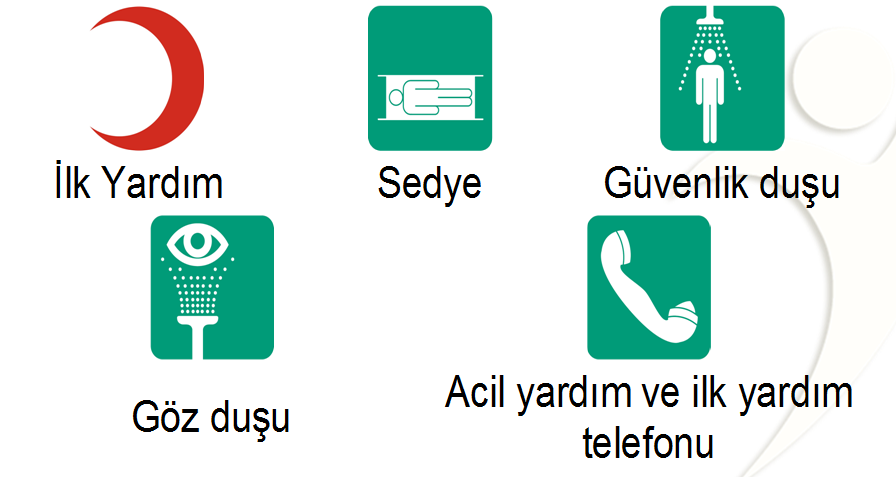 İlk Yardım
Sedye
Güvenlik duşu
Göz duşu
Acil yardım ve ilk yardım
telefonu